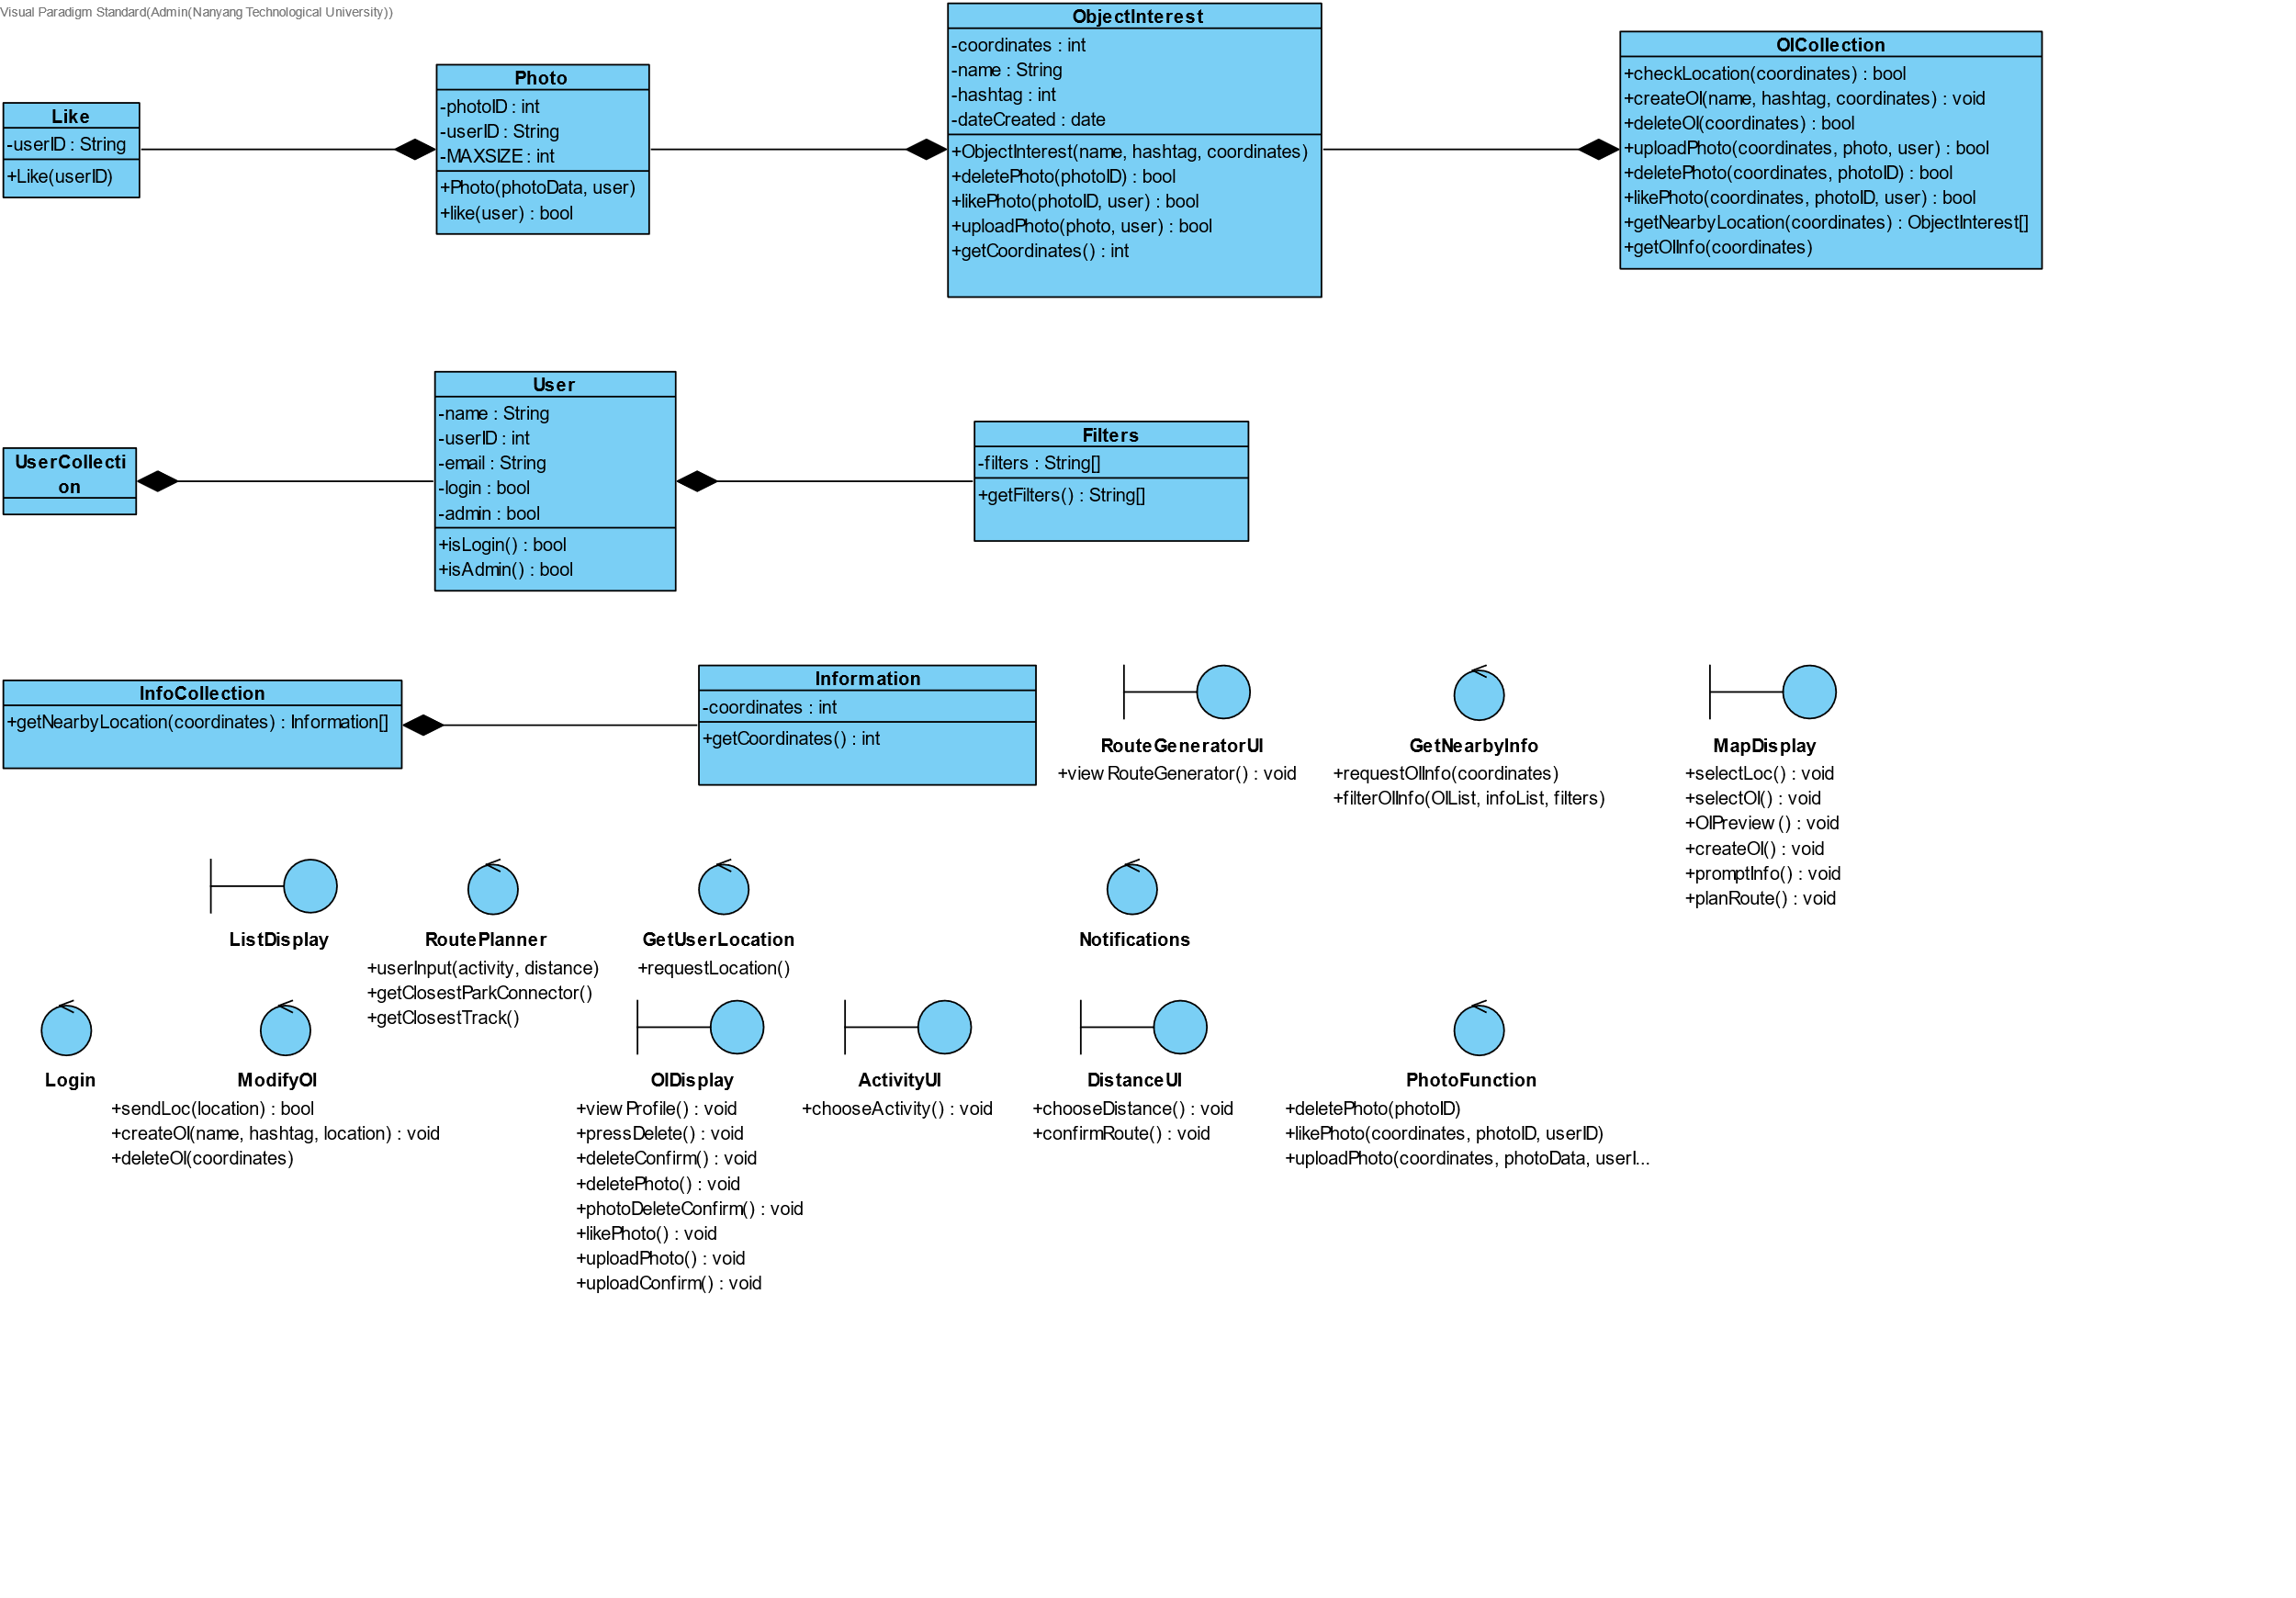 Visual Paradigm Standard(Admin(Nanyang Technological University))
Like
-userID : String
+Like(userID)
Photo
-photoID : int
-userID : String
-MAXSIZE : int
+Photo(photoData, user)
+like(user) : bool
ObjectInterest
-coordinates : int
-name : String
-hashtag : int
-dateCreated : date
+ObjectInterest(name, hashtag, coordinates)
+deletePhoto(photoID) : bool
+likePhoto(photoID, user) : bool
+uploadPhoto(photo, user) : bool
+getCoordinates() : int
OICollection
+checkLocation(coordinates) : bool
+createOI(name, hashtag, coordinates) : void
+deleteOI(coordinates) : bool
+uploadPhoto(coordinates, photo, user) : bool
+deletePhoto(coordinates, photoID) : bool
+likePhoto(coordinates, photoID, user) : bool
+getNearbyLocation(coordinates) : ObjectInterest[]
+getOIInfo(coordinates)
UserCollecti
on
User
-name : String
-userID : int
-email : String
-login : bool
-admin : bool
+isLogin() : bool
+isAdmin() : bool
Filters
-filters : String[]
+getFilters() : String[]
InfoCollection
+getNearbyLocation(coordinates) : Information[]
Information
-coordinates : int
+getCoordinates() : int
RouteGeneratorUI
+viewRouteGenerator() : void
GetNearbyInfo
+requestOIInfo(coordinates)
+filterOIInfo(OIList, infoList, filters)
MapDisplay
+selectLoc() : void
+selectOI() : void
+OIPreview() : void
+createOI() : void
+promptInfo() : void
+planRoute() : void
ListDisplay
RoutePlanner
+userInput(activity, distance)
+getClosestParkConnector()
+getClosestTrack()
GetUserLocation
+requestLocation()
Notifications
Login
ModifyOI
+sendLoc(location) : bool
+createOI(name, hashtag, location) : void
+deleteOI(coordinates)
OIDisplay
+viewProfile() : void
+pressDelete() : void
+deleteConfirm() : void
+deletePhoto() : void
+photoDeleteConfirm() : void
+likePhoto() : void
+uploadPhoto() : void
+uploadConfirm() : void
ActivityUI
+chooseActivity() : void
DistanceUI
+chooseDistance() : void
+confirmRoute() : void
PhotoFunction
+deletePhoto(photoID)
+likePhoto(coordinates, photoID, userID)
+uploadPhoto(coordinates, photoData, userI...